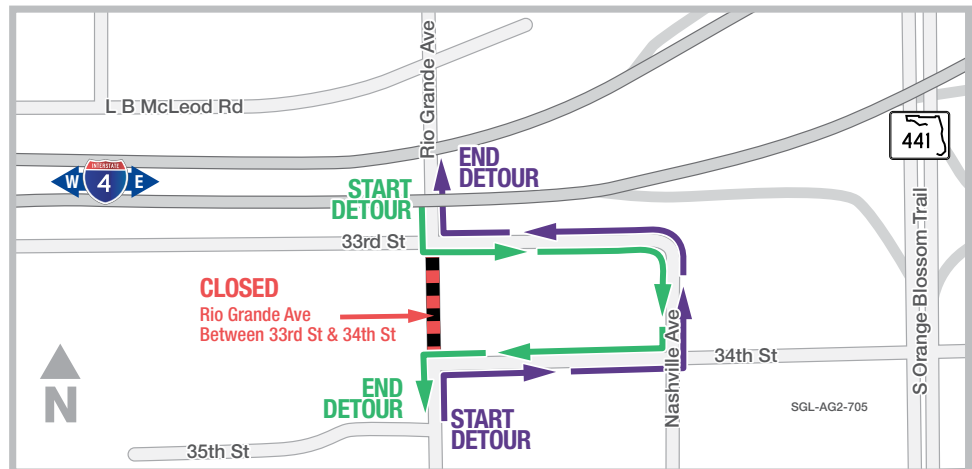 Rio Grande Ave
L B McLeod Rd
441
INTERSTATE
W 4 E
END
DETOUR
START
DETOUR
33rd St
S Orange Blossom Trail
CLOSED
Rio Grande Ave
Between 33rd St & 34th St
Nashville Ave
34th St
N
END
DETOUR
START
DETOUR
SGL-AG2-705
35th St